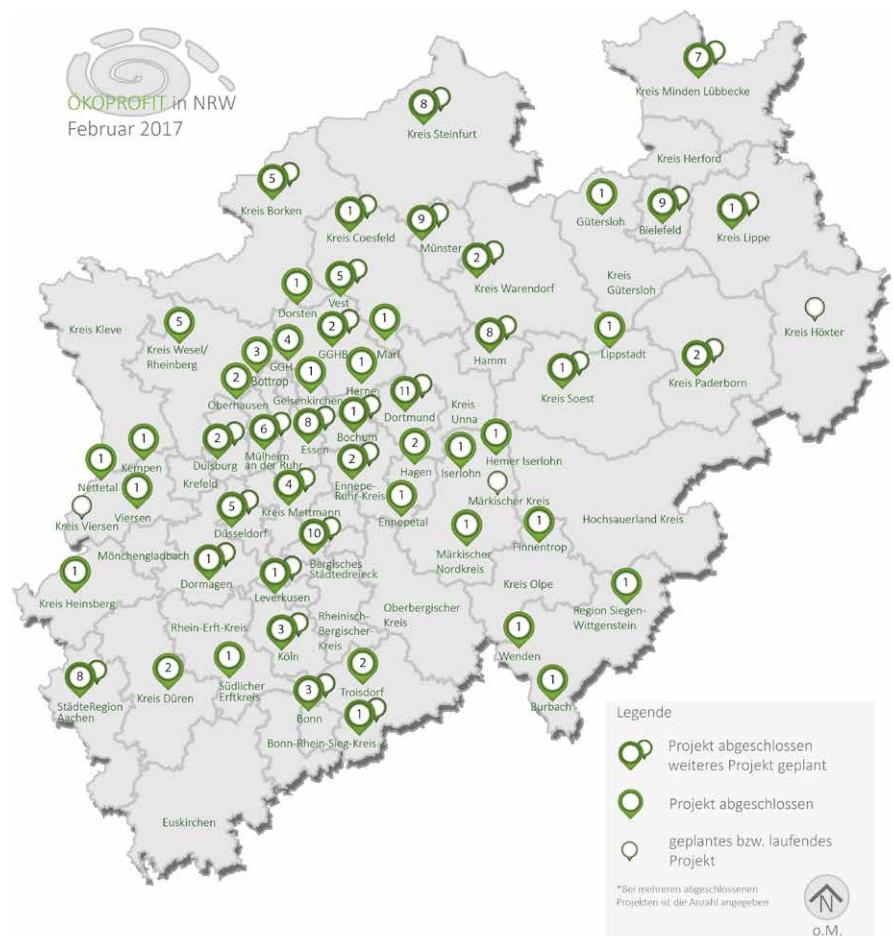 ÖKOPROFIT in NRW
Februar 2017
7
Kreis Minden Lübbecke
8
Kreis Steinfurt
Kreis Herford
5
Kreis Borken
1
Kreis Coesfeld
9
Münster
1
Gütersloh
9
Bielefeld
1
Kreis Lippe
2
Kreis Warendorf
Kreis
Gütersloh
1
Dorsten
5
Vest
Kreis Kleve
5
Kreis Wesel/
Rheinberg
3
Bottrop
4
GGH
2
GGHB
1
Marl
8
Hamm
1
Lippstadt
Kreis Höxter
1
Kreis Soest
2
Kreis Paderborn
2
Oberhausen
1
Gelsenkirchen
1
Herne
11
Dortmund
Kreis
Unna
1
Kempen
2
Duisburg
6
Mülheim
an der Ruhr
8
Essen
1
Bochum
2
Hagen
1
Iserlohn
1
Hemer Iserlohn
1
Nettetal
Krefeld
2
Ennepe-
Ruhr-Kreis
Märkischer Kreis
Kreis Viersen
1
Viersen
5
Düsseldorf
4
Kreis Mettmann
1
Ennepetal
Hochsauerland Kreis
Mönchengladbach
10
Bergisches
Städtedreieck
1
Märkischer
Nordkreis
1
Finnentrop
1
Kreis Heinsberg
1
Dormagen
1
Leverkusen
Kreis Olpe
1
Region Siegen-
Wittgenstein
Rhein-Erft-Kreis
3
Köln
Rheinisch-
Bergischer-
Kreis
Oberbergischer
Kreis
1
Wenden
8
StädteRegion
Aachen
2
Kreis Düren
1
Südlicher
Erftkreis
3
Bonn
2
Troisdorf
1
Bonn-Rhein-Sieg-Kreis
1
Burbach
Euskirchen
Legende
Projekt abgeschlossen
weiteres Projekt geplant
Projekt abgeschlossen
geplantes bzw. laufendes
Projekt
*Bei mehreren abgeschlossenen
Projekten ist die Anzahl angegeben
N
o.M.